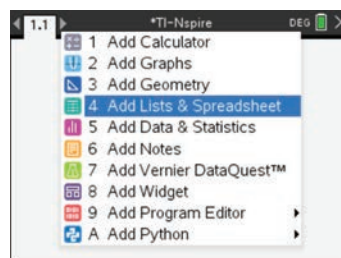 1.1 *TI-Nspire DEG
1 Add Calculator
2 Add Graphs
3 Add Geometry
4 Add Lists & Spreadsheet
5 Add Data & Statistics
6 Add Notes
7 Add Vernier DataQuest™
8 Add Widget
9 Add Program Editor
A Add Python